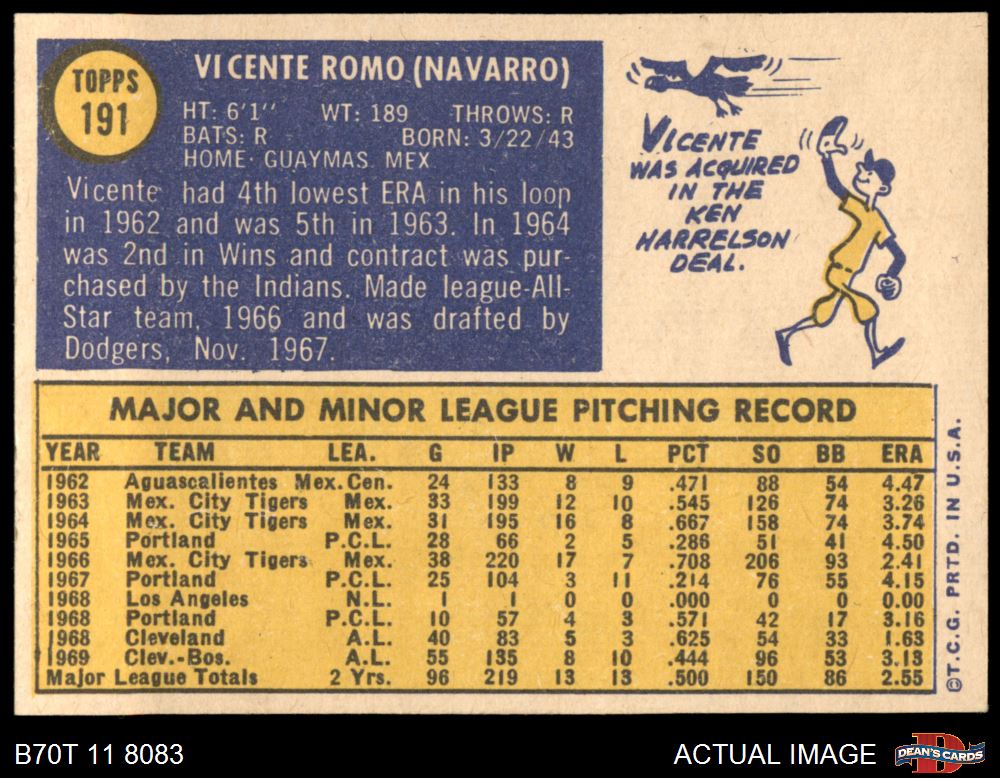 TOPPS
191
VICENTE ROMO (NAVARRO)
HT: 6'1" WT: 189 THROWS: R
BATS: R BORN: 3/22/43
HOME: GUAYMAS, MEX
Vicente had 4th lowest ERA in his loop
in 1962 and was 5th in 1963. In 1964
was 2nd in Wins and contract was pur-
chased by the Indians. Made league-All-
Star team, 1966 and was drafted by
Dodgers, Nov. 1967.
VICENTE
WAS ACQUIRED
IN THE
KEN
HARRELSON
DEAL.
MAJOR AND MINOR LEAGUE PITCHING RECORD
YEAR TEAM LEA. G IP W L PCT SO BB ERA
1962 Aguascalientes Mex. Cen. 24 133 8 9 .471 88 54 4.47
1963 Mex. City Tigers Mex. 33 199 12 10 .545 126 74 3.26
1964 Mex. City Tigers Mex. 31 195 16 8 .667 158 74 3.74
1965 Portland P.C.L. 28 66 2 5 .286 51 41 4.50
1966 Mex. City Tigers Mex. 38 220 17 7 .708 206 93 2.41
1967 Portland P.C.L. 25 104 3 11 .214 76 55 4.15
1968 Los Angeles N.L. 1 1 0 0 .000 0 0 0.00
1968 Portland P.C.L. 10 57 4 3 .571 42 17 3.16
1968 Cleveland A.L. 40 83 5 3 .625 54 33 1.63
1969 Clev.-Bos. A.L. 55 135 8 10 .444 96 53 3.13
Major League Totals 2 Yrs. 96 219 13 13 .500 150 86 2.55
©T.C.G. PRTD. IN U.S.A.
B70T 11 8083
ACTUAL IMAGE
DEAN'S CARDS